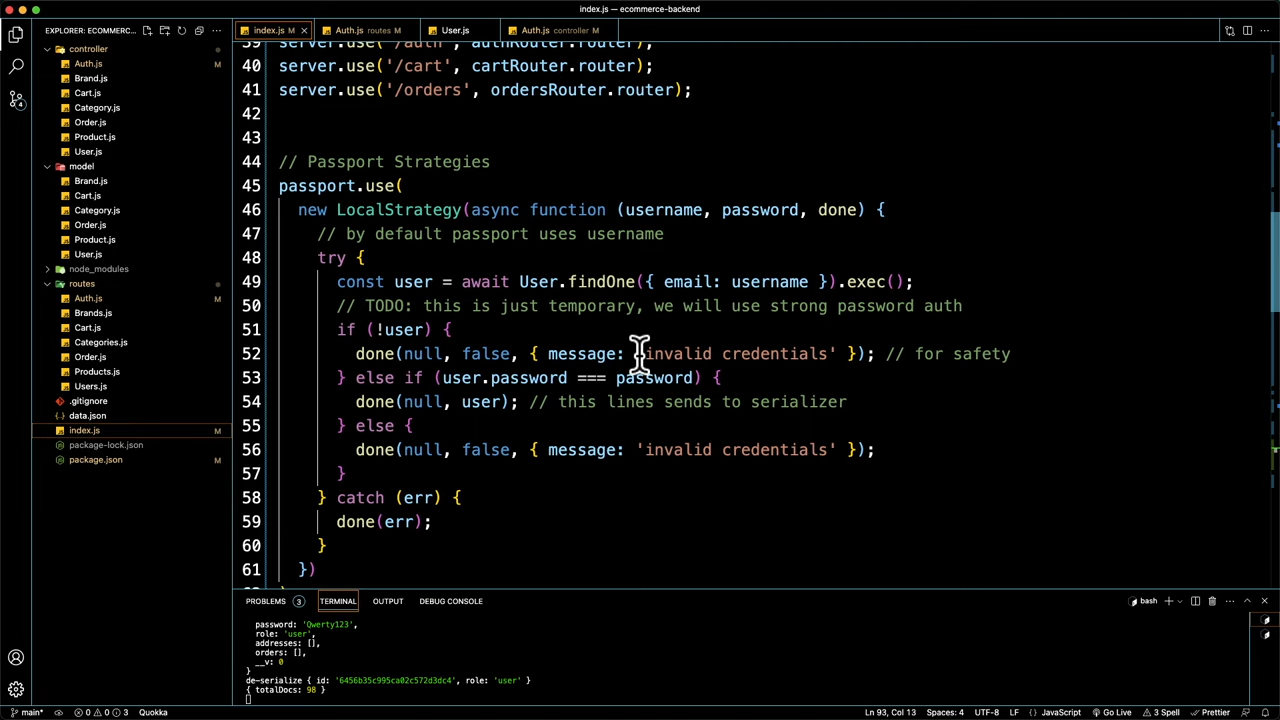 index.js — ecommerce-backend
EXPLORER: ECOMMERC...
index.js M
Auth.js routes M
User.js
Auth.js controller M
controller
Auth.js M
Brand.js
Cart.js
Category.js
Order.js
Product.js
User.js
model
Brand.js
Cart.js
Category.js
Order.js
Product.js
User.js
node_modules
routes
Auth.js M
Brands.js
Cart.js
Categories.js
Order.js
Products.js
Users.js
.gitignore
data.json
index.js M
package-lock.json
package.json M
4
39 server.use('/auth', authRouter.router);
40 server.use('/cart', cartRouter.router);
41 server.use('/orders', ordersRouter.router);
42
43
44 // Passport Strategies
45 passport.use(
46 new LocalStrategy(async function (username, password, done) {
47 // by default passport uses username
48 try {
49 const user = await User.findOne({ email: username }).exec();
50 // TODO: this is just temporary, we will use strong password auth
51 if (!user) {
52 done(null, false, { message: 'invalid credentials' }); // for safety
53 } else if (user.password === password) {
54 done(null, user); // this lines sends to serializer
55 } else {
56 done(null, false, { message: 'invalid credentials' });
57 }
58 } catch (err) {
59 done(err);
60 }
61 })
PROBLEMS 3 TERMINAL OUTPUT DEBUG CONSOLE
bash
password: 'Qwerty123',
role: 'user',
addresses: [],
orders: [],
__v: 0
}
de-serialize { id: '6456b35c995ca02c572d3dc4', role: 'user' }
{ totalDocs: 98 }
main* 0 0 3 Quokka
Ln 93, Col 13 Spaces: 4 UTF-8 LF {} JavaScript Go Live 3 Spell Prettier